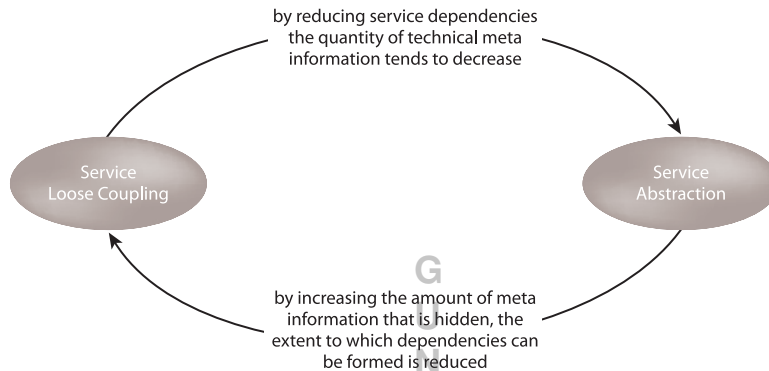 by reducing service dependencies
the quantity of technical meta
information tends to decrease
Service
Loose Coupling
Service
Abstraction
G
U
N
by increasing the amount of meta
information that is hidden, the
extent to which dependencies can
be formed is reduced